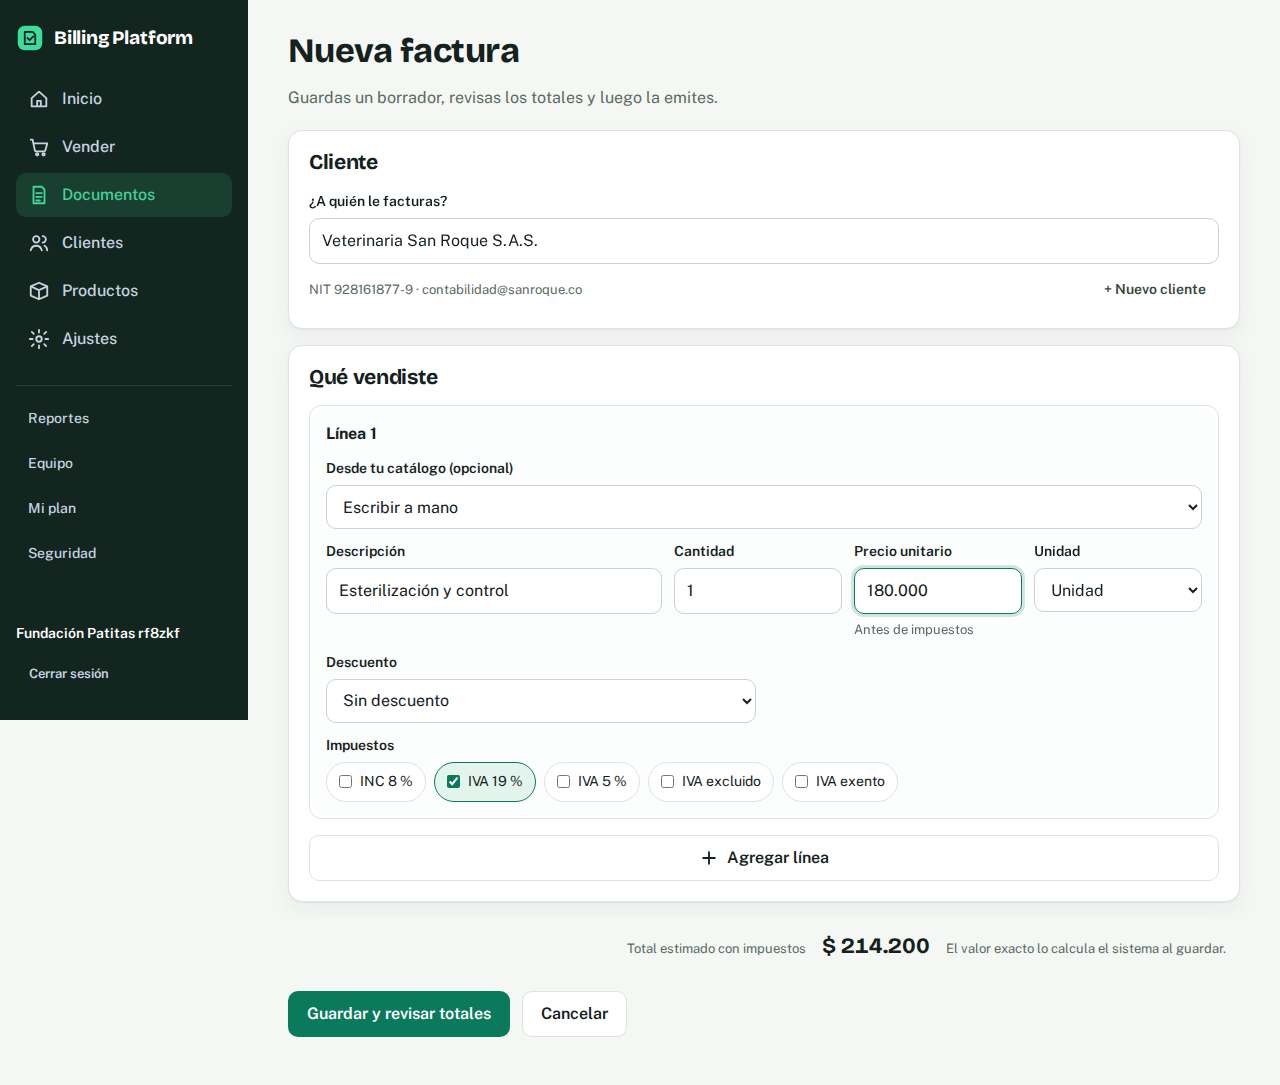 Billing Platform
Inicio
Vender
Documentos
Clientes
Productos
Ajustes
Reportes
Equipo
Mi plan
Seguridad
Fundación Patitas rf8zkf
Cerrar sesión
Nueva factura
Guardas un borrador, revisas los totales y luego la emites.
Cliente
¿A quién le facturas?
Veterinaria San Roque S.A.S.
NIT 928161877-9 · contabilidad@sanroque.co
+ Nuevo cliente
Qué vendiste
Línea 1
Desde tu catálogo (opcional)
Escribir a mano
Descripción Cantidad Precio unitario Unidad
Esterilización y control 1 180.000 Unidad
Antes de impuestos
Descuento
Sin descuento
Impuestos
INC 8 % IVA 19 % IVA 5 % IVA excluido IVA exento
Agregar línea
Total estimado con impuestos $ 214.200 El valor exacto lo calcula el sistema al guardar.
Guardar y revisar totales Cancelar